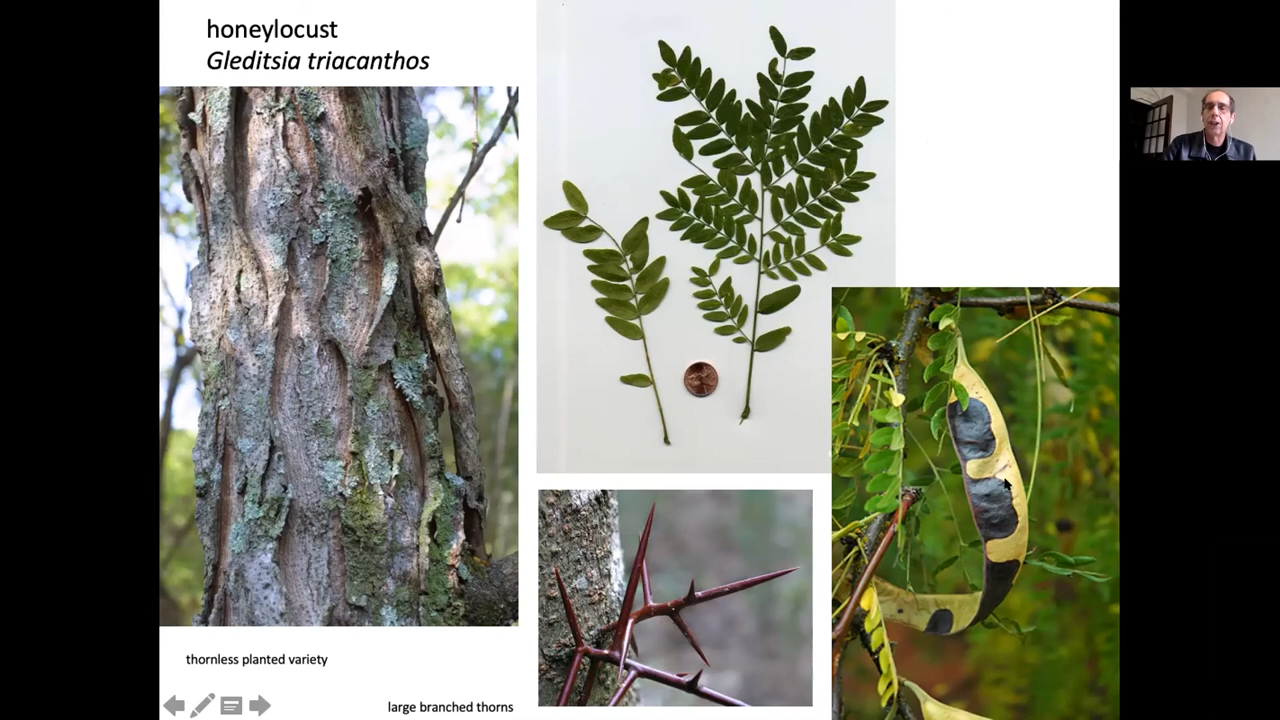 honeylocust
Gleditsia triacanthos
thornless planted variety
large branched thorns